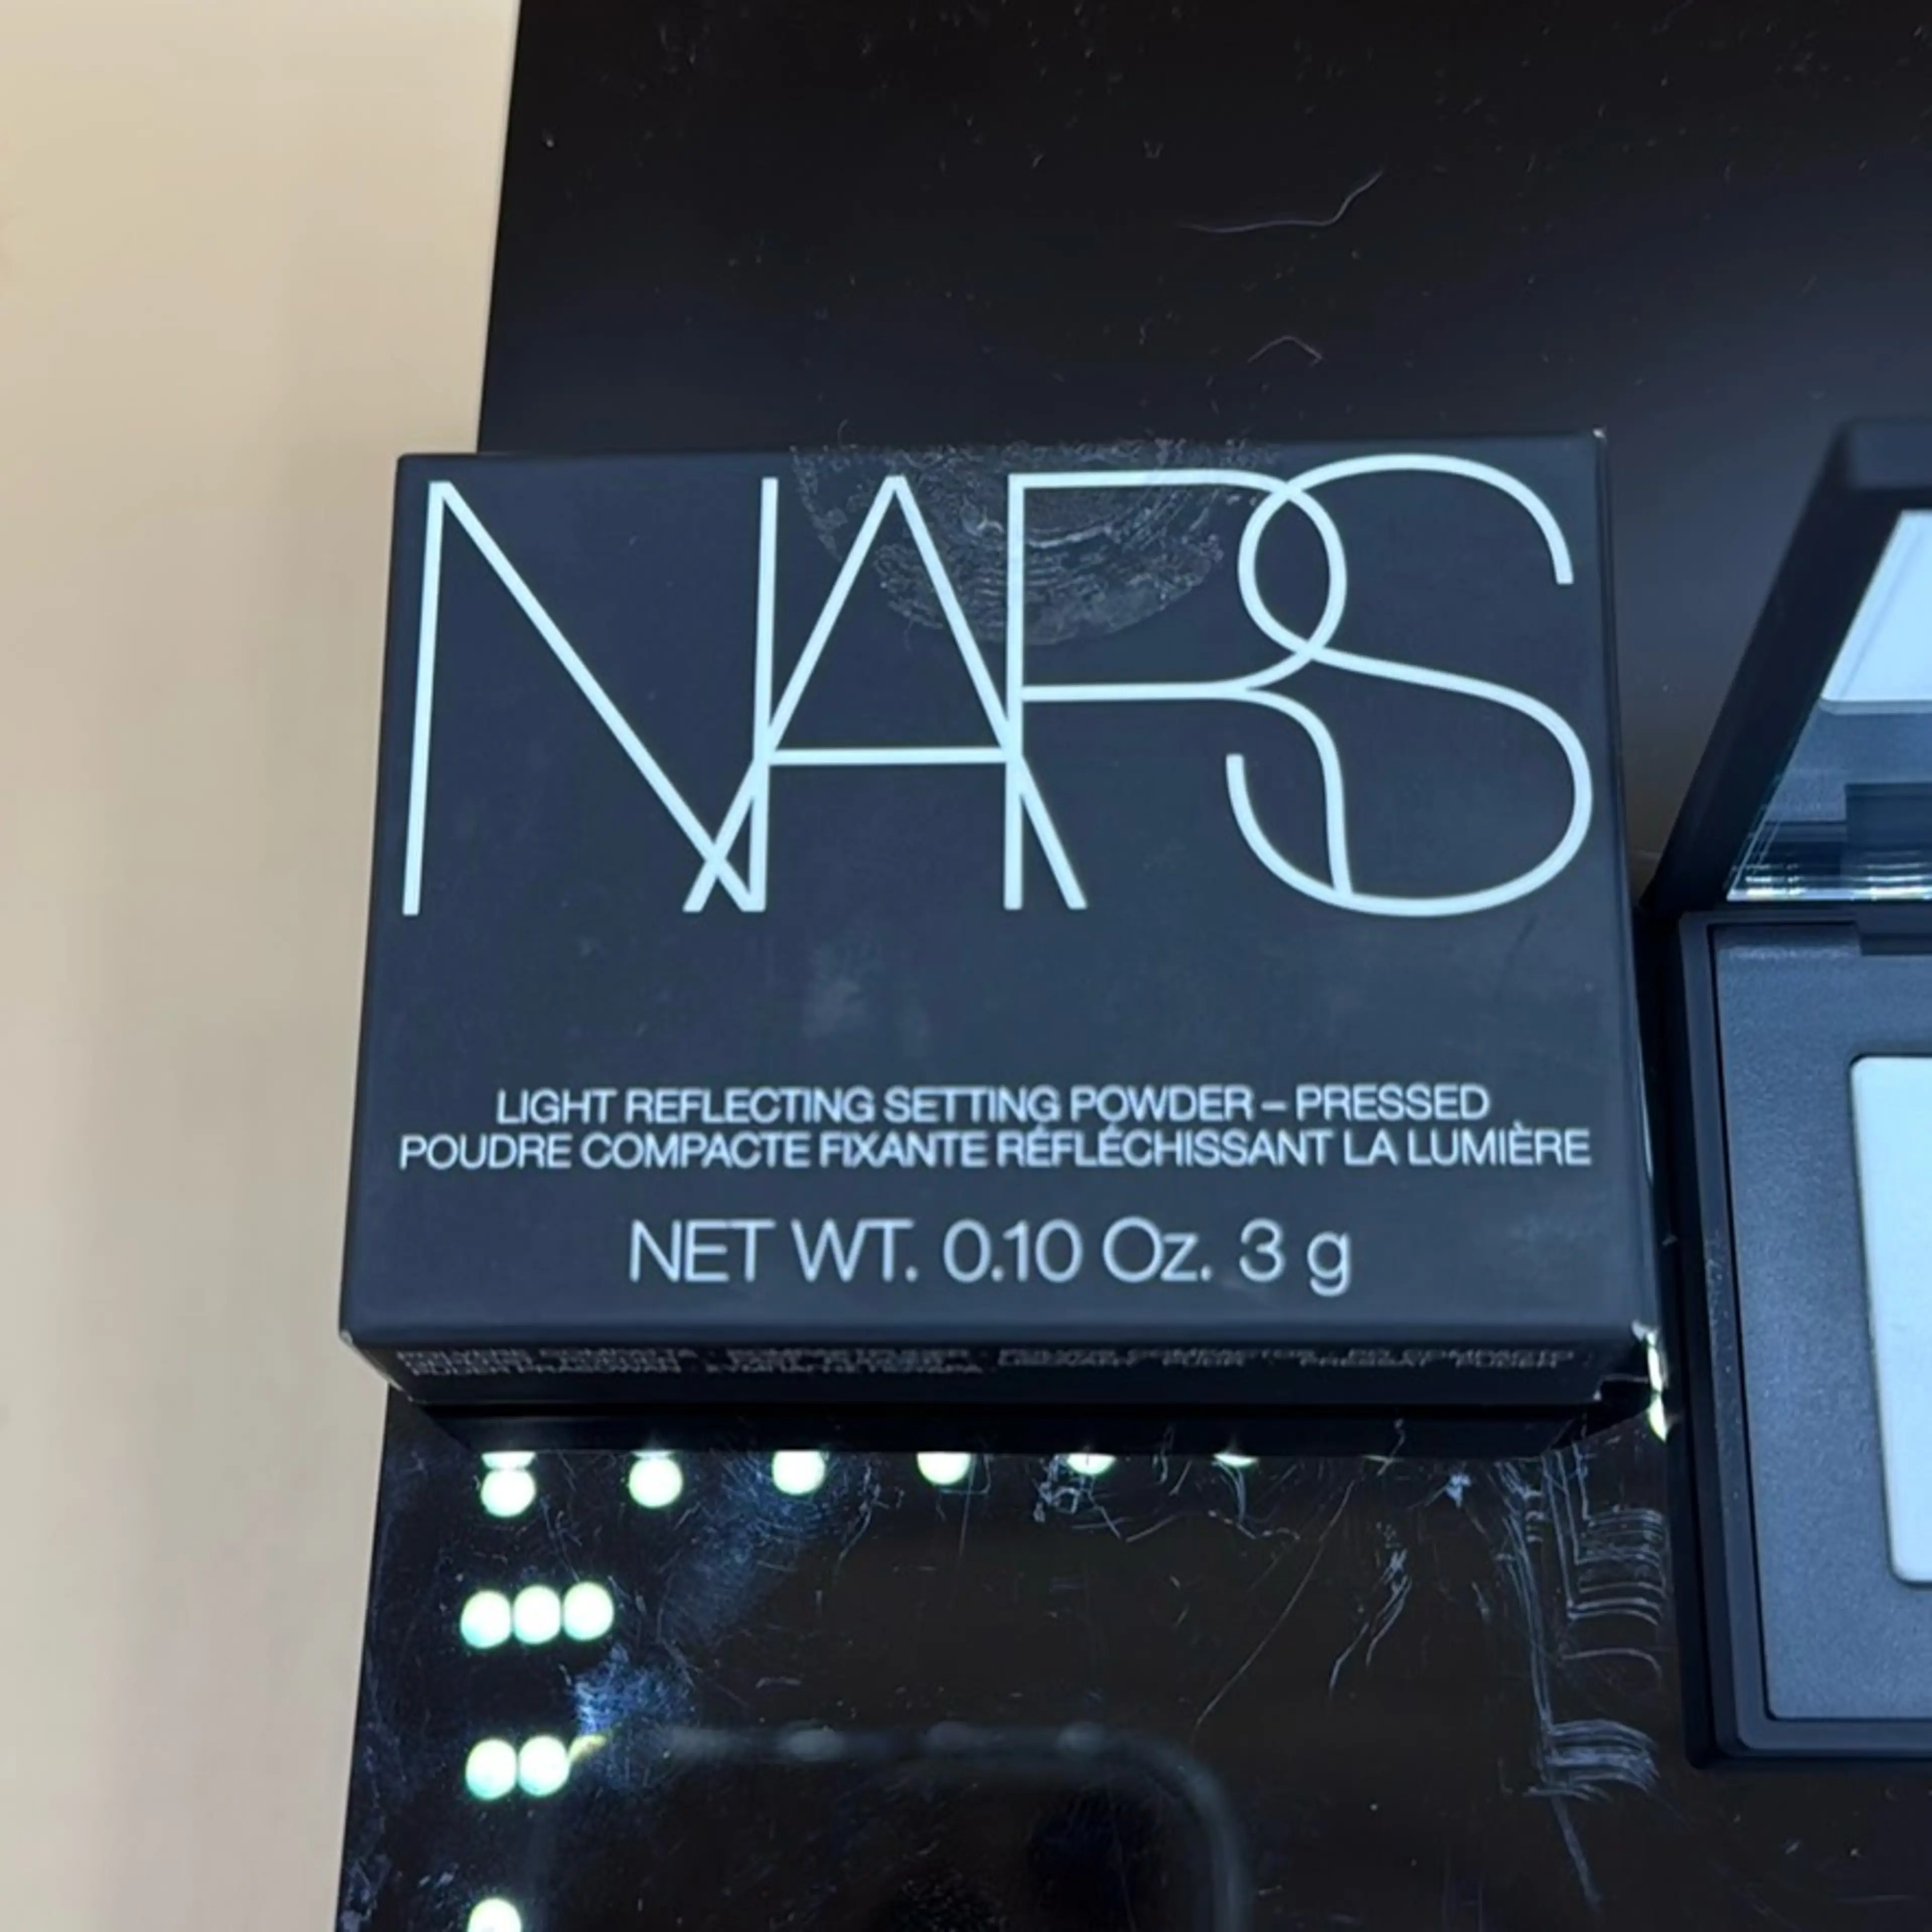 NARS
LIGHT REFLECTING SETTING POWDER – PRESSED
POUDRE COMPACTE FIXANTE RÉFLÉCHISSANT LA LUMIÈRE
NET WT. 0.10 Oz. 3 g